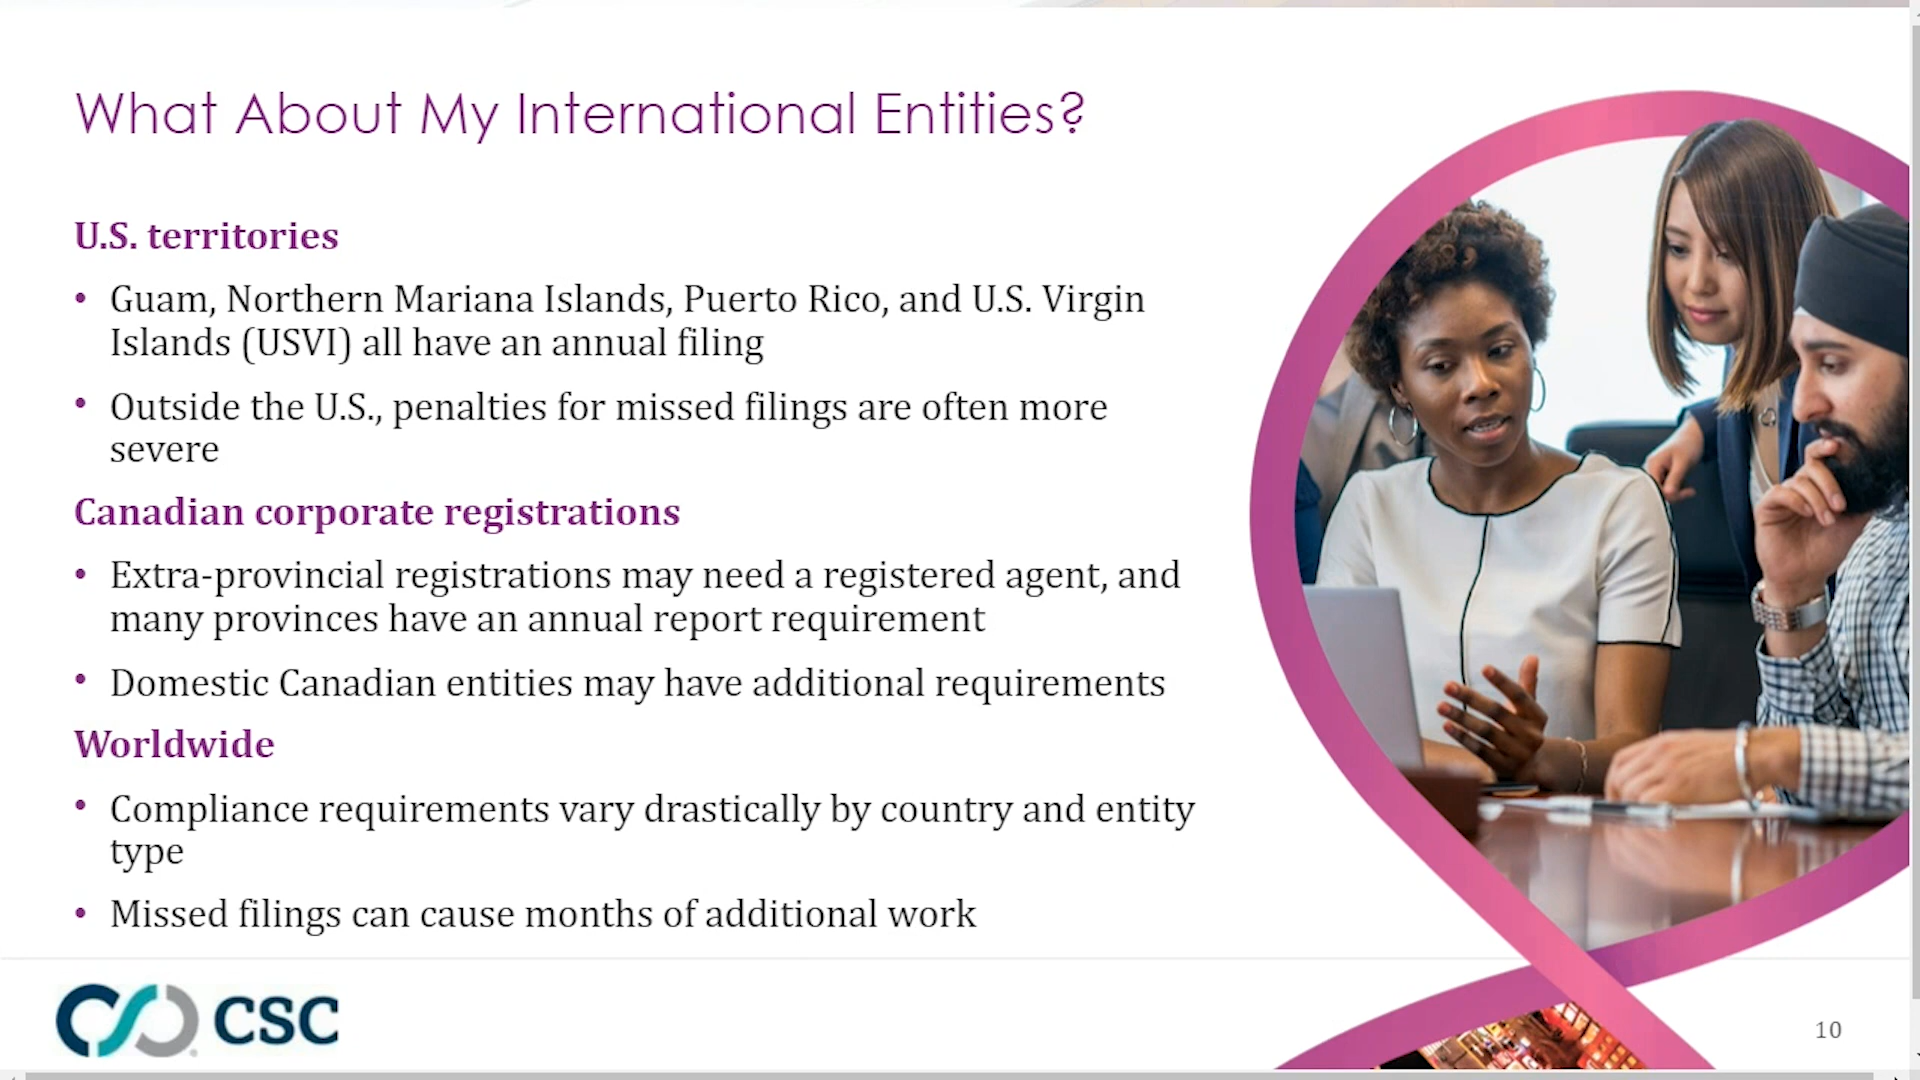 What About My International Entities?
U.S. territories
• Guam, Northern Mariana Islands, Puerto Rico, and U.S. Virgin
Islands (USVI) all have an annual filing
• Outside the U.S., penalties for missed filings are often more
severe
Canadian corporate registrations
• Extra-provincial registrations may need a registered agent, and
many provinces have an annual report requirement
• Domestic Canadian entities may have additional requirements
Worldwide
• Compliance requirements vary drastically by country and entity
type
• Missed filings can cause months of additional work
CSC
10